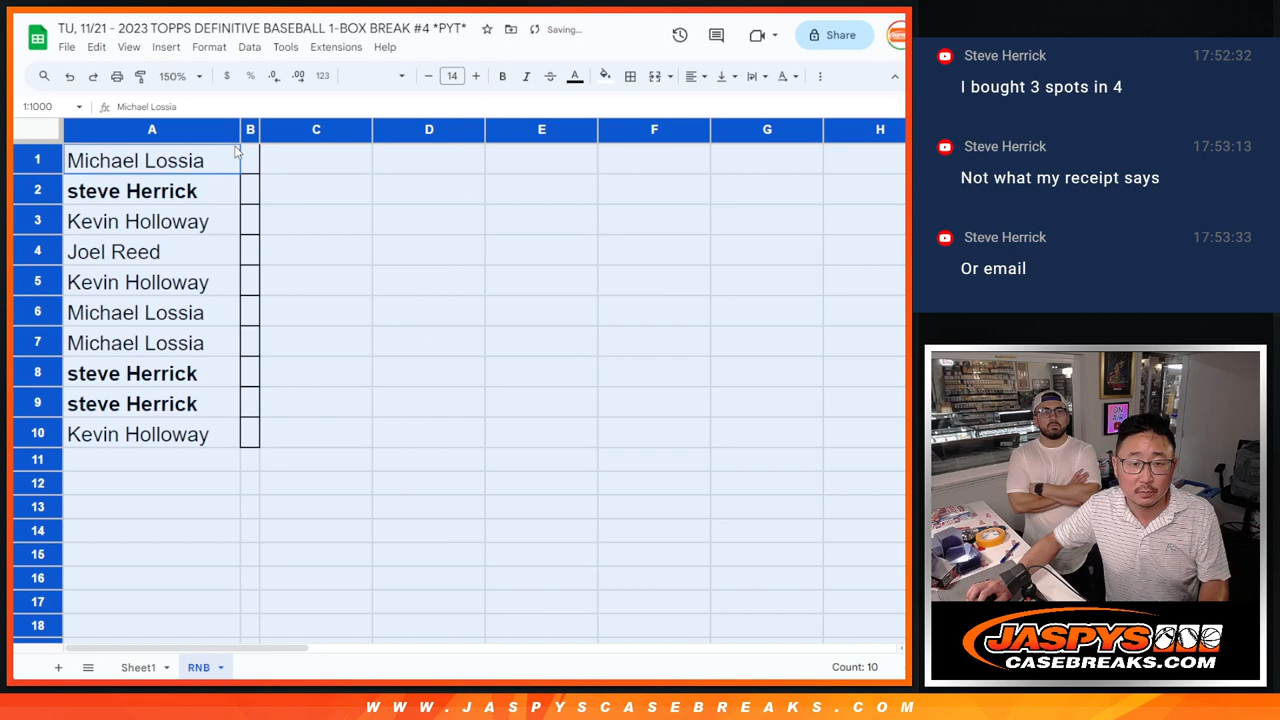 TU, 11/21 - 2023 TOPPS DEFINITIVE BASEBALL 1-BOX BREAK #4 *PYT*
Saving...
Share
File Edit View Insert Format Data Tools Extensions Help
150% $ % .0 .00 123 14 B I A
1:1000 fx Michael Lossia
A B C D E F G H
1 Michael Lossia
2 steve Herrick
3 Kevin Holloway
4 Joel Reed
5 Kevin Holloway
6 Michael Lossia
7 Michael Lossia
8 steve Herrick
9 steve Herrick
10 Kevin Holloway
11
12
13
14
15
16
17
18
Sheet1 RNB Count: 10
Steve Herrick 17:52:32
I bought 3 spots in 4
Steve Herrick 17:53:13
Not what my receipt says
Steve Herrick 17:53:33
Or email
ON AIR
JASPYS
CASEBREAKS.COM
WWW.JASPYSCASEBREAKS.COM